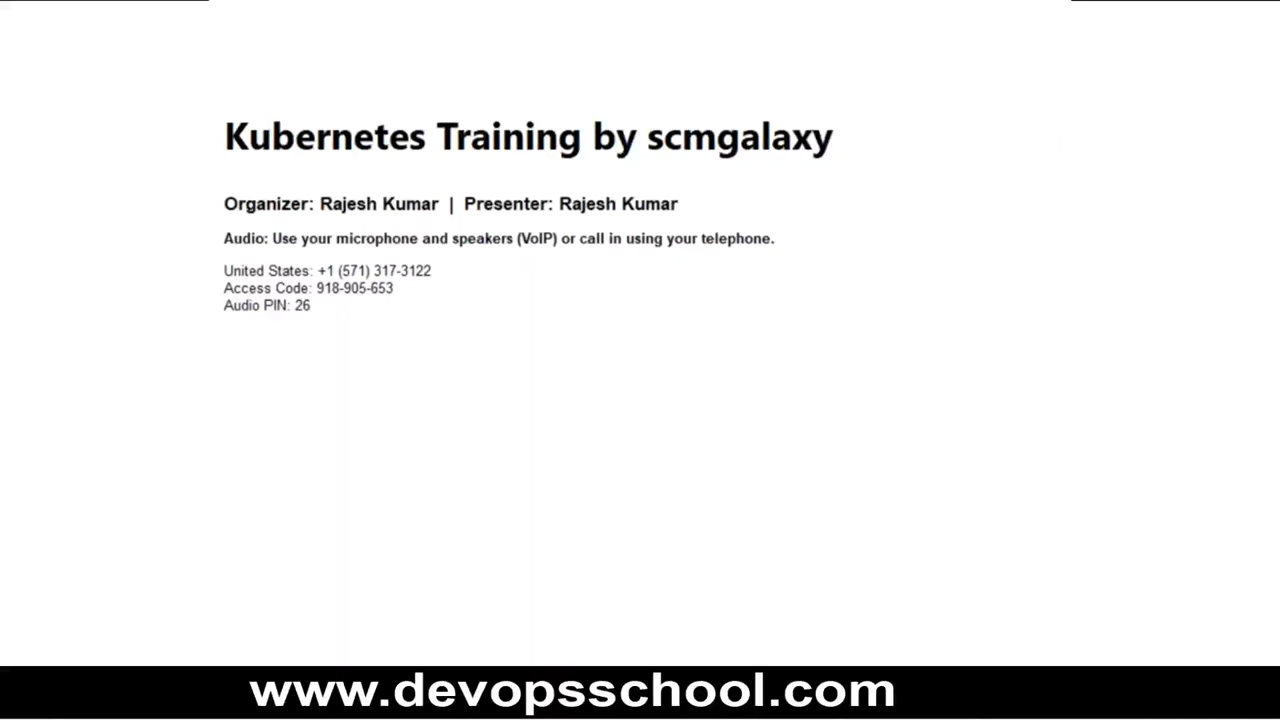 Kubernetes Training by scmgalaxy
Organizer: Rajesh Kumar | Presenter: Rajesh Kumar
Audio: Use your microphone and speakers (VoIP) or call in using your telephone.
United States: +1 (571) 317-3122
Access Code: 918-905-653
Audio PIN: 26
www.devopsschool.com